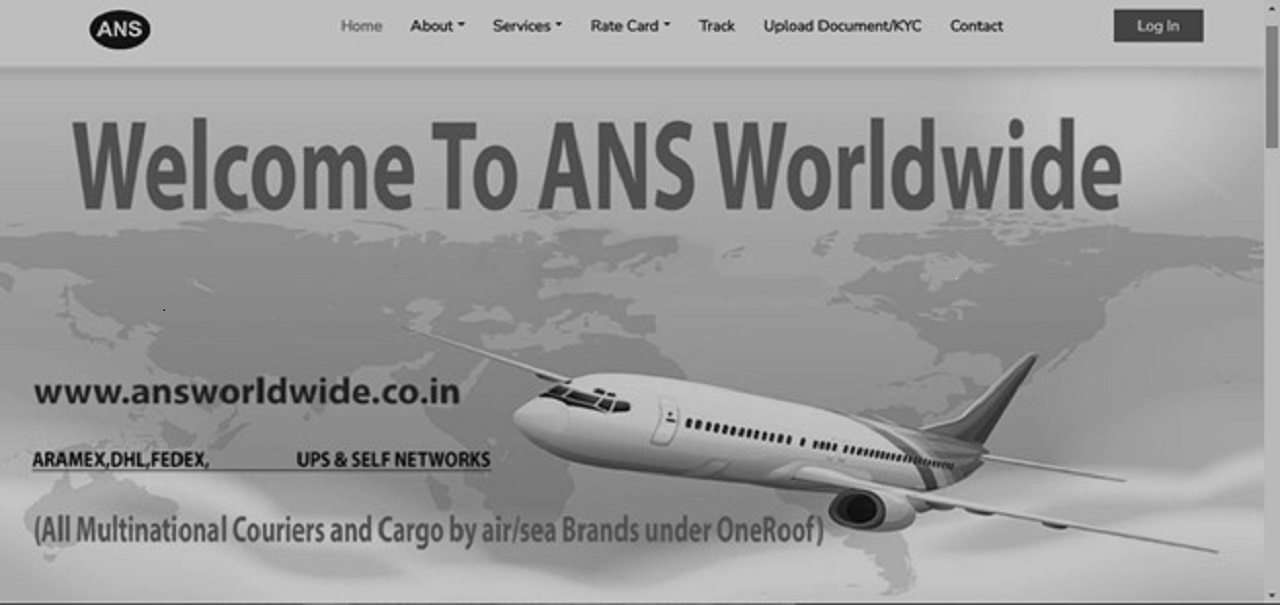 ANS
Home About Services Rate Card Track Upload Document/KYC Contact Log In
Welcome To ANS Worldwide
www.answorldwide.co.in
ARAMEX,DHL,FEDEX, UPS & SELF NETWORKS
(All Multinational Couriers and Cargo by air/sea Brands under OneRoof)